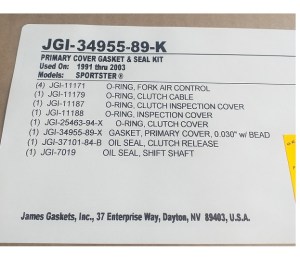 JGI-34955-89-K
PRIMARY COVER GASKET & SEAL KIT
Used On: 1991 thru 2003
Models: SPORTSTER®
(4) JGI-11171 O-RING, FORK AIR CONTROL
(1) JGI-11179 O-RING, CLUTCH CABLE
(1) JGI-11187 O-RING, CLUTCH INSPECTION COVER
(1) JGI-11188 O-RING, INSPECTION COVER
(1) JGI-25463-94-X O-RING, CLUTCH COVER
(1) JGI-34955-89-X GASKET, PRIMARY COVER, 0.030" w/ BEAD
(1) JGI-37101-84-B OIL SEAL, CLUTCH RELEASE
(1) JGI-7019 OIL SEAL, SHIFT SHAFT
James Gaskets, Inc., 37 Enterprise Way, Dayton, NV 89403, U.S.A.